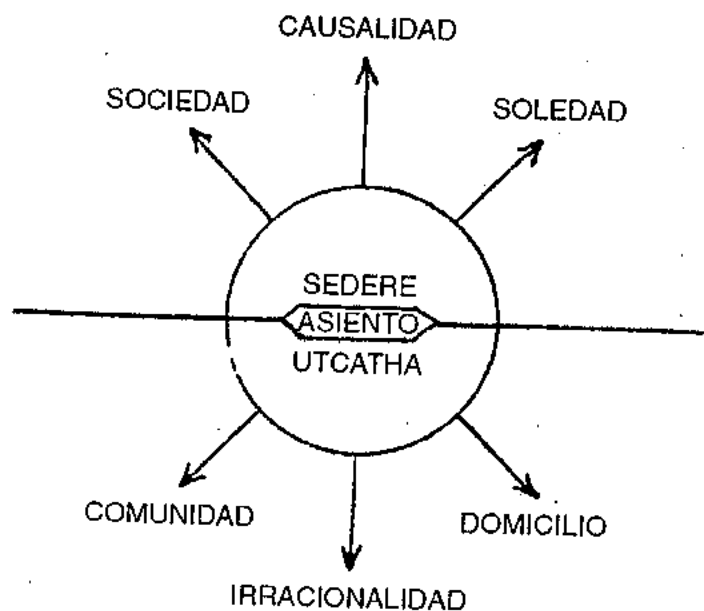 CAUSALIDAD
SOCIEDAD
SOLEDAD
SEDERE
ASIENTO
UTCATHA
COMUNIDAD
DOMICILIO
IRRACIONALIDAD